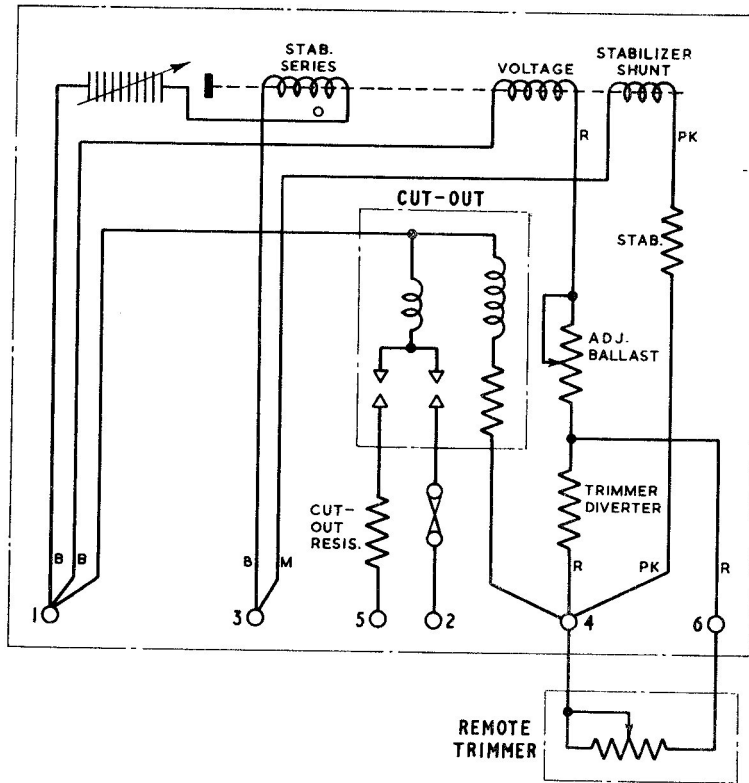 STAB.
SERIES
VOLTAGE
STABILIZER
SHUNT
R
PK
CUT-OUT
STAB.
ADJ.
BALLAST
CUT-
OUT
RESIS.
TRIMMER
DIVERTER
B B
B M
R PK R
1 3 5 2 4 6
REMOTE
TRIMMER